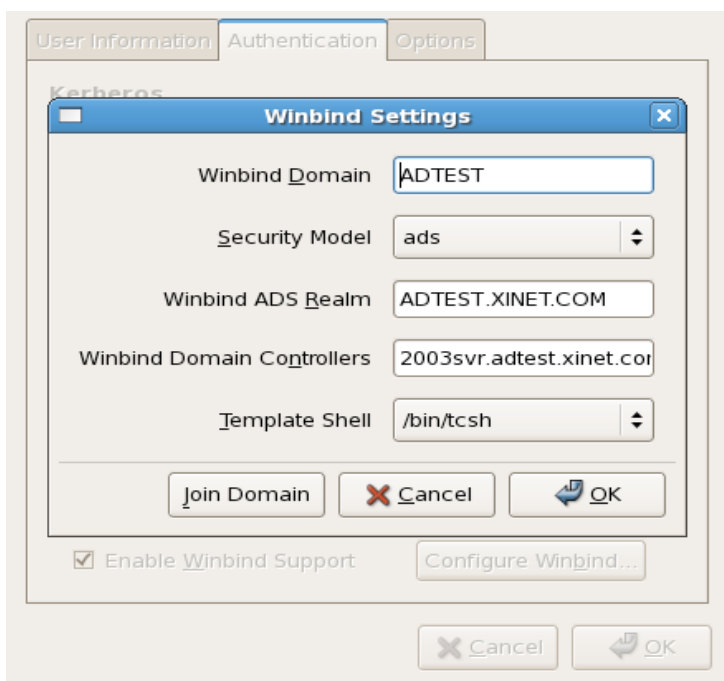 User Information Authentication Options
Kerberos
Winbind Settings
Winbind Domain ADTEST
Security Model ads
Winbind ADS Realm ADTEST.XINET.COM
Winbind Domain Controllers 2003svr.adtest.xinet.com
Template Shell /bin/tcsh
Join Domain Cancel OK
Enable Winbind Support Configure Winbind...
Cancel OK